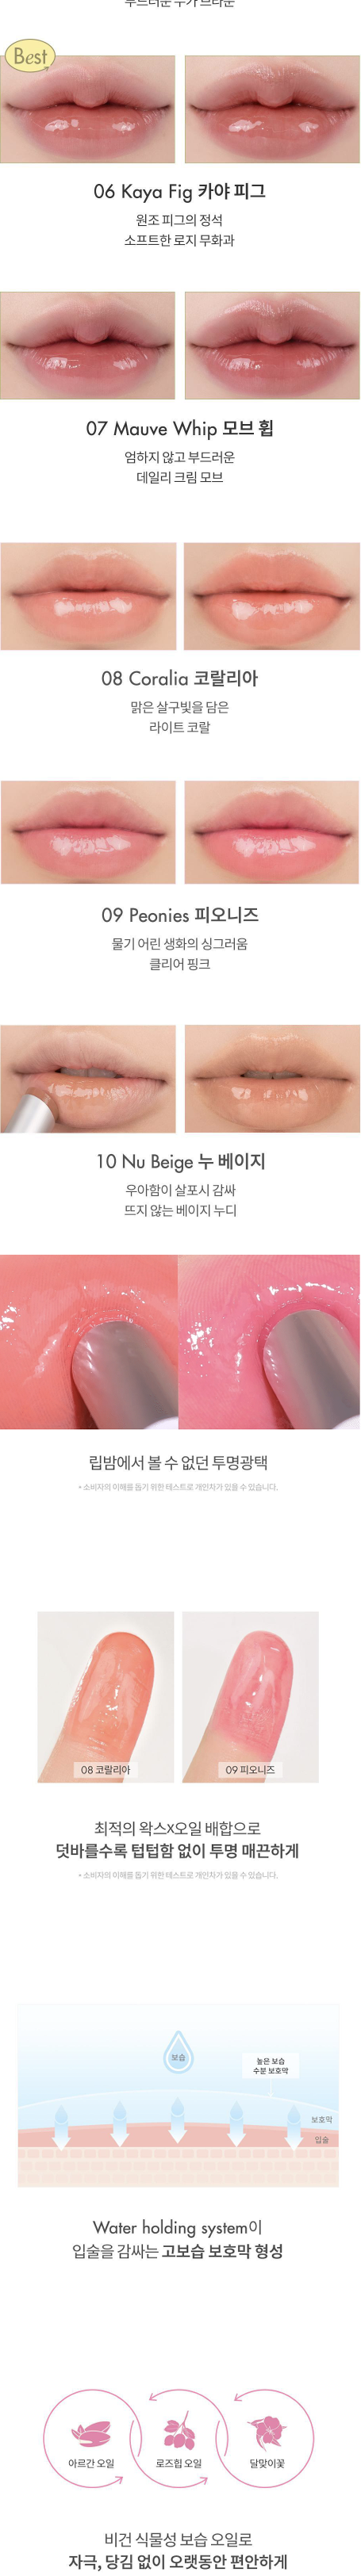 부드러운 누가 브라운
Best
06 Kaya Fig 카야 피그
원조 피그의 정석
소프트한 로지 무화과
07 Mauve Whip 모브 휩
엄하지 않고 부드러운
데일리 크림 모브
08 Coralia 코랄리아
맑은 살구빛을 담은
라이트 코랄
09 Peonies 피오니즈
물기 어린 생화의 싱그러움
클리어 핑크
10 Nu Beige 누 베이지
우아함이 살포시 감싸
뜨지 않는 베이지 누디
립밤에서 볼 수 없던 투명광택
• 소비자의 이해를 돕기 위한 테스트로 개인차가 있을 수 있습니다.
08 코랄리아
09 피오니즈
최적의 왁스x오일 배합으로
덧바를수록 텁텁함 없이 투명 매끈하게
• 소비자의 이해를 돕기 위한 테스트로 개인차가 있을 수 있습니다.
보습
높은 보습
수분 보호막
보호막
입술
Water holding system이
입술을 감싸는 고보습 보호막 형성
아르간 오일
로즈힙 오일
달맞이꽃
비건 식물성 보습 오일로
자극, 당김 없이 오랫동안 편안하게